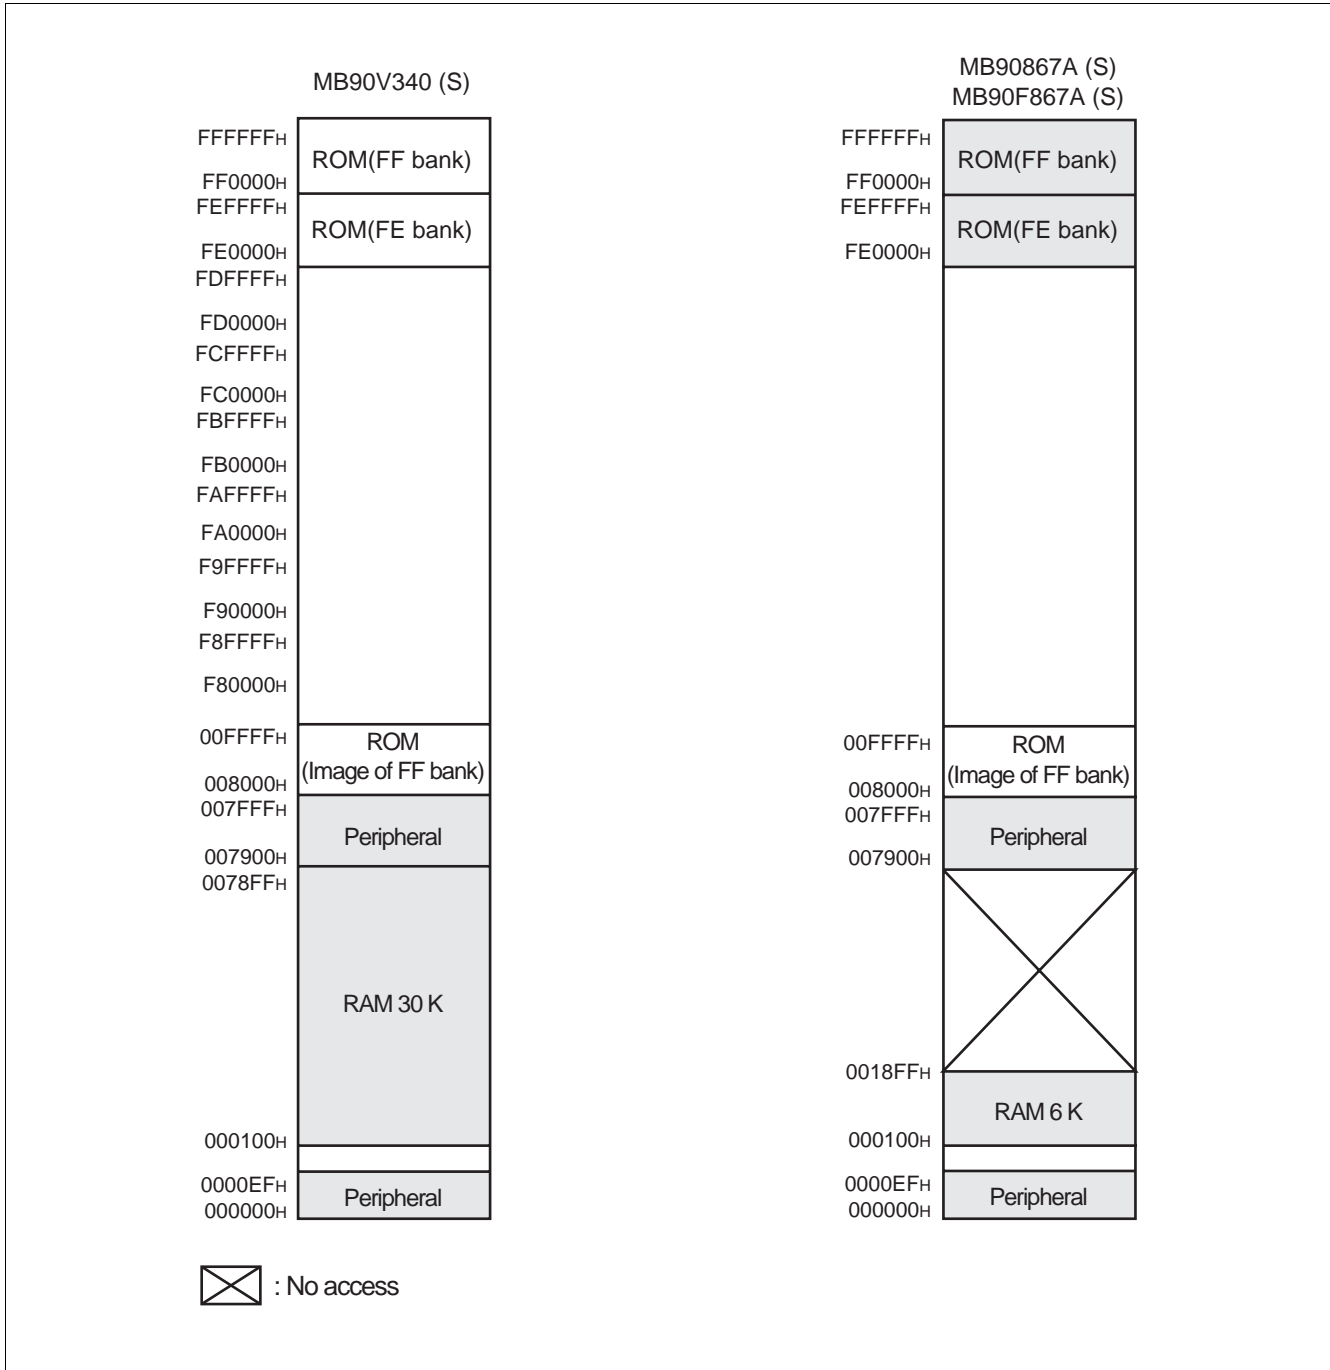 MB90V340 (S)
FFFFFFH
ROM(FF bank)
FF0000H
FEFFFFH
ROM(FE bank)
FE0000H
FDFFFFH
FD0000H
FCFFFFH
FC0000H
FBFFFFH
FB0000H
FAFFFFH
FA0000H
F9FFFFH
F90000H
F8FFFFH
F80000H
00FFFFH
ROM
(Image of FF bank)
008000H
007FFFH
Peripheral
007900H
0078FFH
RAM 30 K
000100H
0000EFH
Peripheral
000000H
MB90867A (S)
MB90F867A (S)
FFFFFFH
ROM(FF bank)
FF0000H
FEFFFFH
ROM(FE bank)
FE0000H
00FFFFH
ROM
(Image of FF bank)
008000H
007FFFH
Peripheral
007900H
0018FFH
RAM 6 K
000100H
0000EFH
Peripheral
000000H
: No access